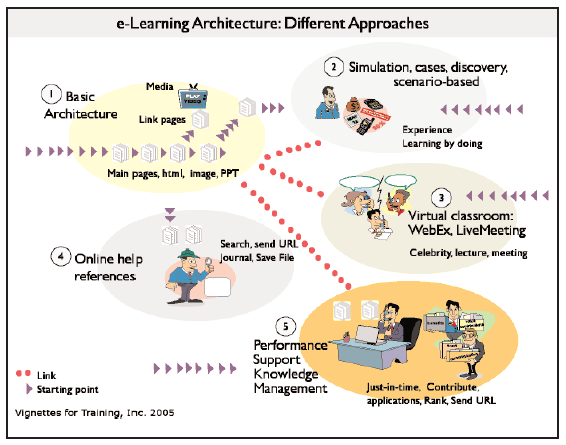 e-Learning Architecture: Different Approaches
1 Basic
Architecture
Media
PLAY
VIDEO
Link pages
Main pages, html, image, PPT
2 Simulation, cases, discovery,
scenario-based
Experience
Learning by doing
3
Virtual classroom:
WebEx, LiveMeeting
Celebrity, lecture, meeting
4 Online help
references
Search, send URL
Journal, Save File
5
Performance
Support
Knowledge
Management
Just-in-time, Contribute,
applications, Rank, Send URL
Link
Starting point
Vignettes for Training, Inc. 2005